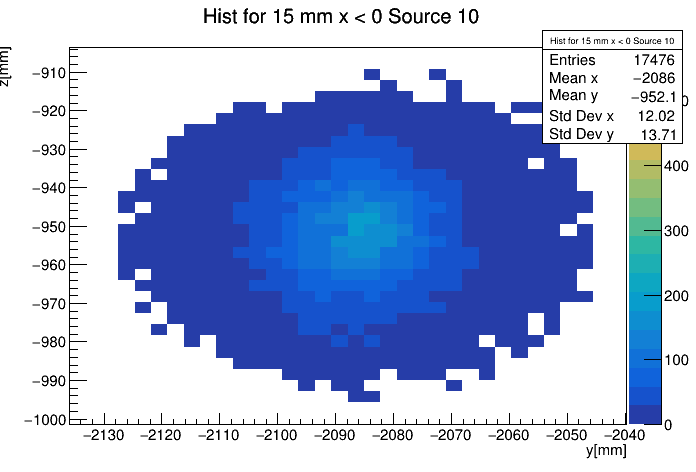 Hist for 15 mm x < 0 Source 10
z[mm]
Hist for 15 mm x < 0 Source 10
Entries 17476
Mean x −2086
Mean y −952.1
Std Dev x 12.02
Std Dev y 13.71
−910
−920
−930
−940
−950
−960
−970
−980
−990
−1000
0
400
300
200
100
0
−2130 −2120 −2110 −2100 −2090 −2080 −2070 −2060 −2050 −2040
y[mm]